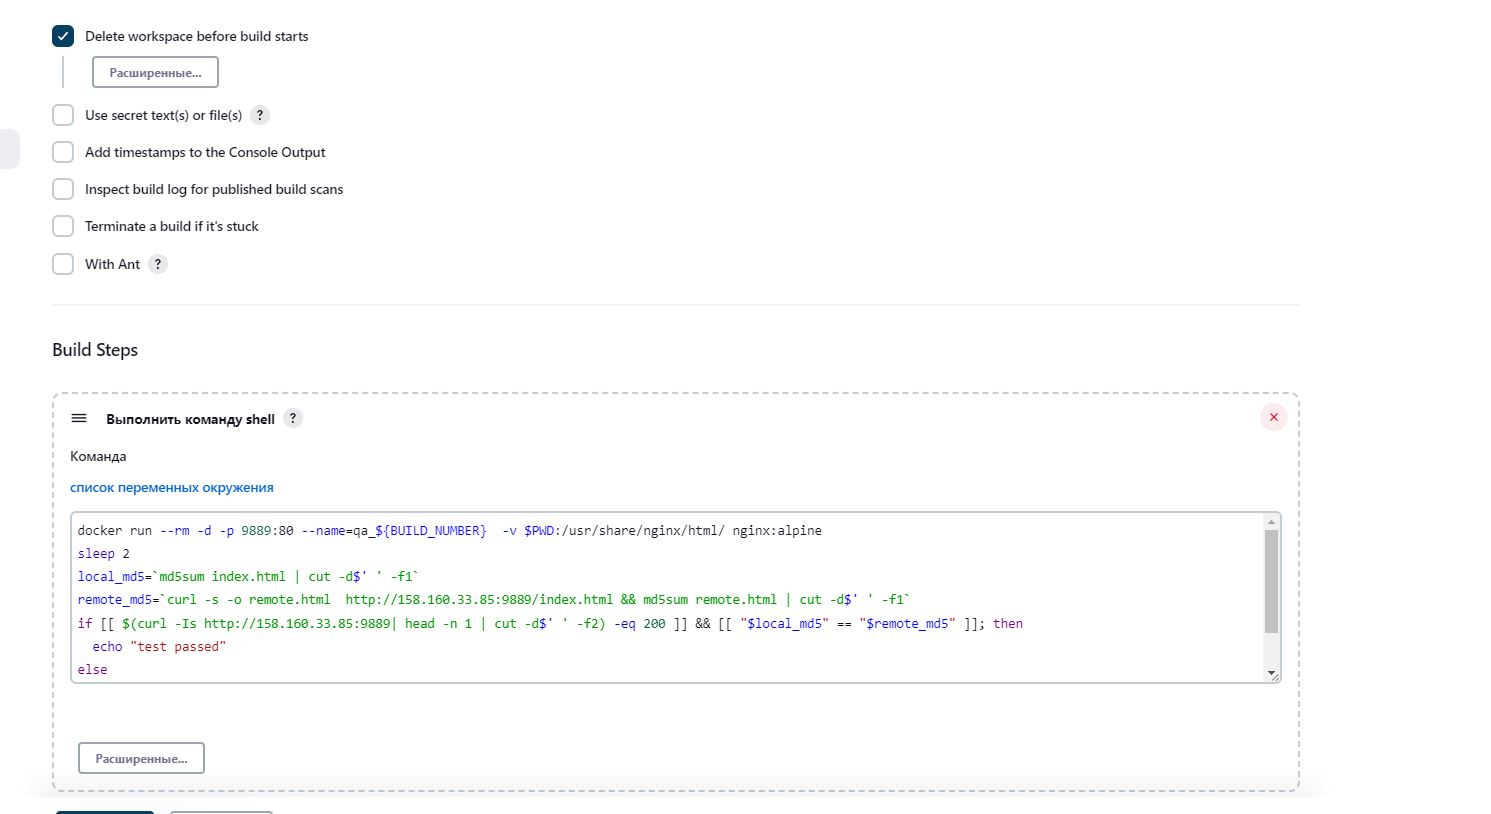 Delete workspace before build starts
Расширенные...
Use secret text(s) or file(s) ?
Add timestamps to the Console Output
Inspect build log for published build scans
Terminate a build if it's stuck
With Ant ?
Build Steps
Выполнить команду shell ?
Команда
список переменных окружения
docker run --rm -d -p 9889:80 --name=qa_${BUILD_NUMBER}  -v $PWD:/usr/share/nginx/html/ nginx:alpine
sleep 2
local_md5=`md5sum index.html | cut -d$' ' -f1`
remote_md5=`curl -s -o remote.html  http://158.160.33.85:9889/index.html && md5sum remote.html | cut -d$' ' -f1`
if [[ $(curl -Is http://158.160.33.85:9889| head -n 1 | cut -d$' ' -f2) -eq 200 ]] && [[ "$local_md5" == "$remote_md5" ]]; then
  echo "test passed"
else
Расширенные...